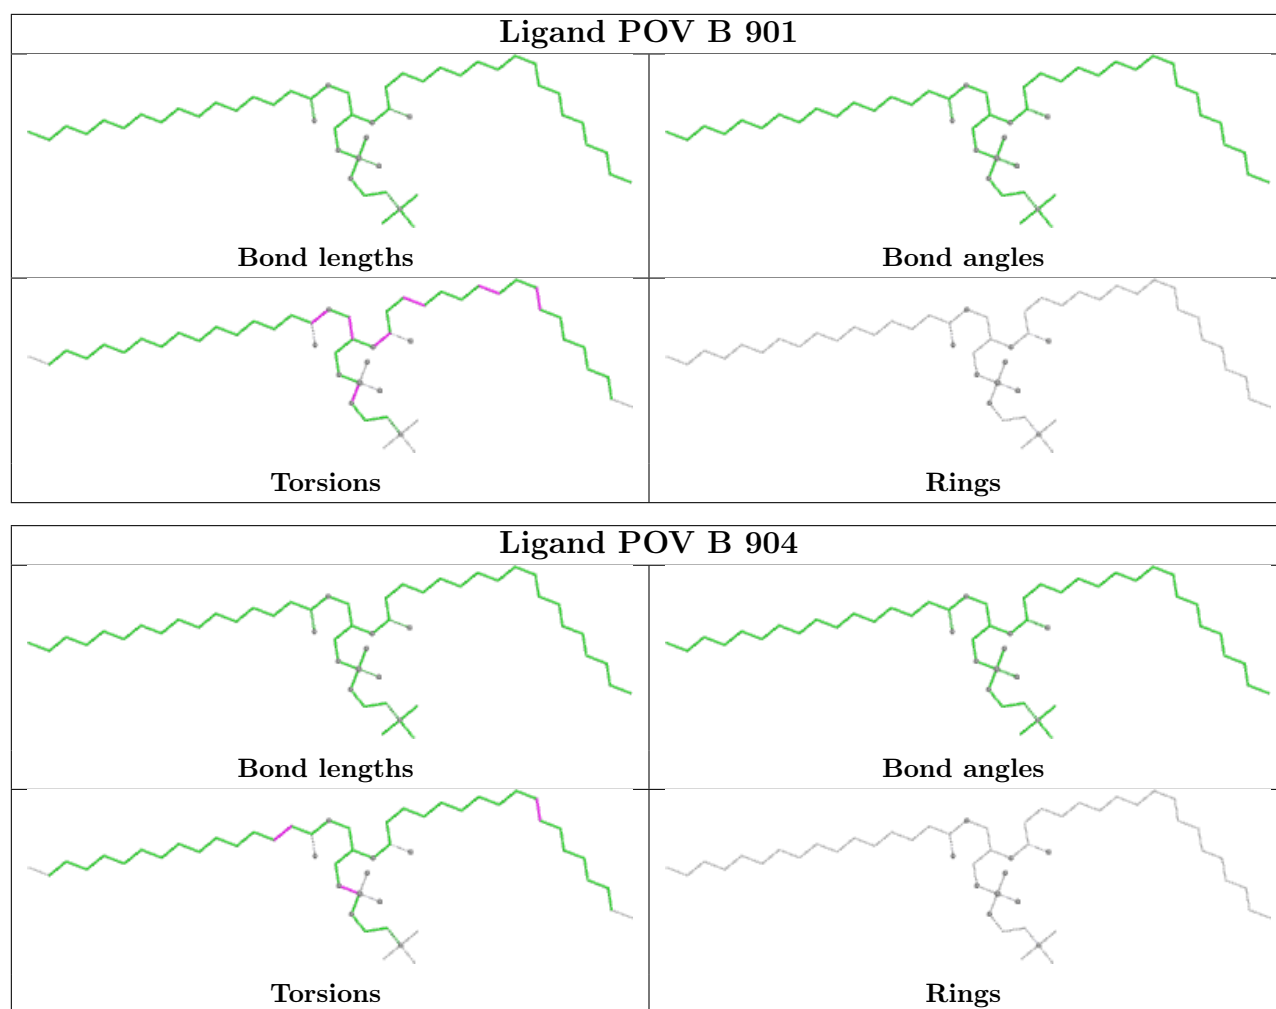 Ligand POV B 901
Bond lengths
Bond angles
Torsions
Rings
Ligand POV B 904
Bond lengths
Bond angles
Torsions
Rings